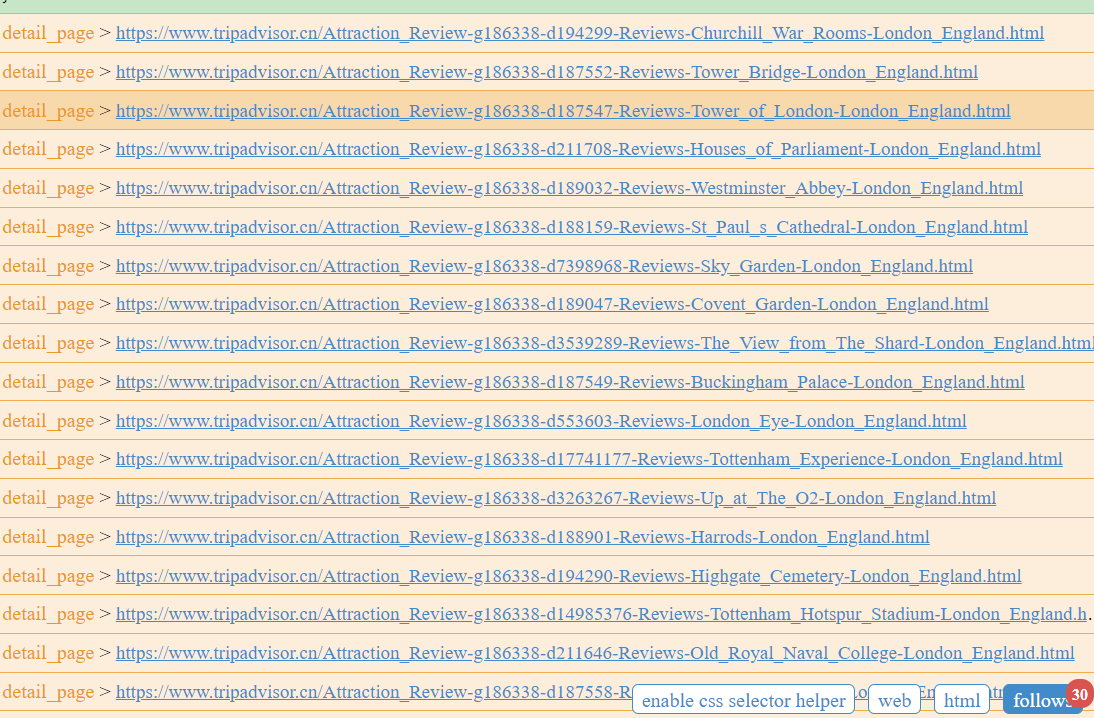 detail_page > https://www.tripadvisor.cn/Attraction_Review-g186338-d194299-Reviews-Churchill_War_Rooms-London_England.html
detail_page > https://www.tripadvisor.cn/Attraction_Review-g186338-d187552-Reviews-Tower_Bridge-London_England.html
detail_page > https://www.tripadvisor.cn/Attraction_Review-g186338-d187547-Reviews-Tower_of_London-London_England.html
detail_page > https://www.tripadvisor.cn/Attraction_Review-g186338-d211708-Reviews-Houses_of_Parliament-London_England.html
detail_page > https://www.tripadvisor.cn/Attraction_Review-g186338-d189032-Reviews-Westminster_Abbey-London_England.html
detail_page > https://www.tripadvisor.cn/Attraction_Review-g186338-d188159-Reviews-St_Paul_s_Cathedral-London_England.html
detail_page > https://www.tripadvisor.cn/Attraction_Review-g186338-d7398968-Reviews-Sky_Garden-London_England.html
detail_page > https://www.tripadvisor.cn/Attraction_Review-g186338-d189047-Reviews-Covent_Garden-London_England.html
detail_page > https://www.tripadvisor.cn/Attraction_Review-g186338-d3539289-Reviews-The_View_from_The_Shard-London_England.html
detail_page > https://www.tripadvisor.cn/Attraction_Review-g186338-d187549-Reviews-Buckingham_Palace-London_England.html
detail_page > https://www.tripadvisor.cn/Attraction_Review-g186338-d553603-Reviews-London_Eye-London_England.html
detail_page > https://www.tripadvisor.cn/Attraction_Review-g186338-d17741177-Reviews-Tottenham_Experience-London_England.html
detail_page > https://www.tripadvisor.cn/Attraction_Review-g186338-d3263267-Reviews-Up_at_The_O2-London_England.html
detail_page > https://www.tripadvisor.cn/Attraction_Review-g186338-d188901-Reviews-Harrods-London_England.html
detail_page > https://www.tripadvisor.cn/Attraction_Review-g186338-d194290-Reviews-Highgate_Cemetery-London_England.html
detail_page > https://www.tripadvisor.cn/Attraction_Review-g186338-d14985376-Reviews-Tottenham_Hotspur_Stadium-London_England.h.
detail_page > https://www.tripadvisor.cn/Attraction_Review-g186338-d211646-Reviews-Old_Royal_Naval_College-London_England.html
detail_page > https://www.tripadvisor.cn/Attraction_Review-g186338-d187558-R
enable css selector helper web html follows 30